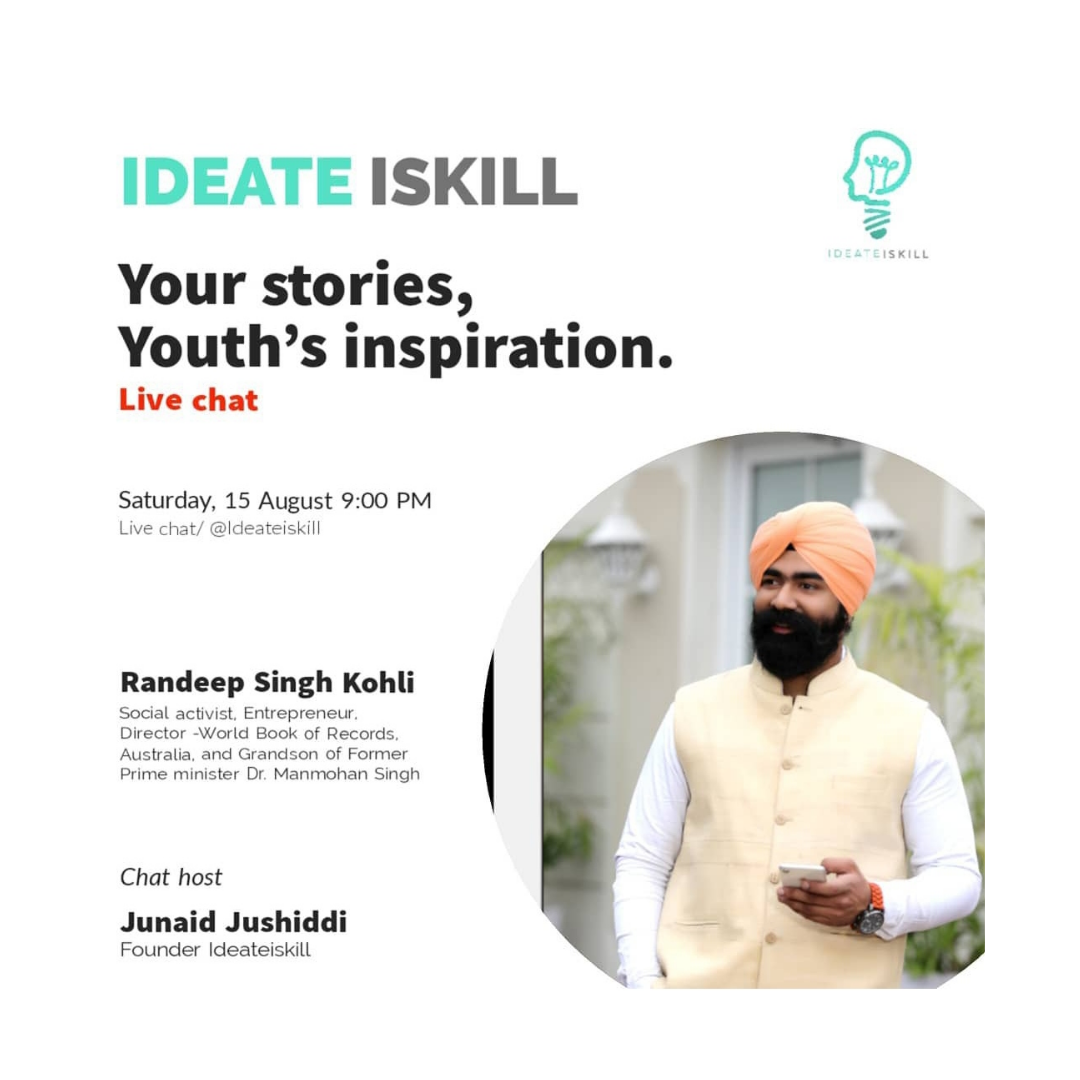 IDEATE ISKILL
IDEATEISKILL
Your stories,
Youth’s inspiration.
Live chat
Saturday, 15 August 9:00 PM
Live chat/ @Ideateiskill
Randeep Singh Kohli
Social activist, Entrepreneur,
Director -World Book of Records,
Australia, and Grandson of Former
Prime minister Dr. Manmohan Singh
Chat host
Junaid Jushiddi
Founder Ideateiskill